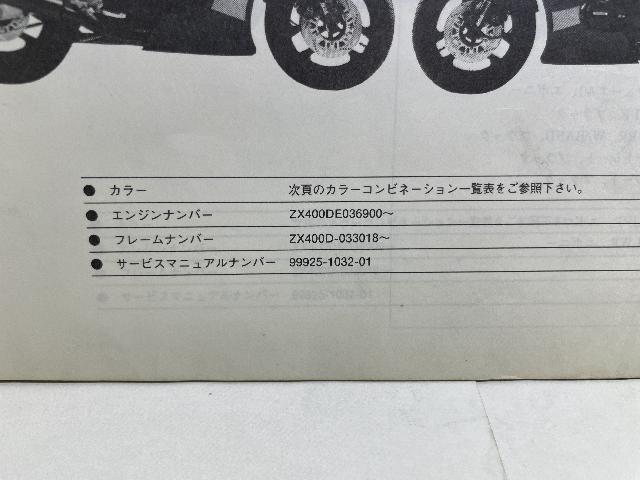 ● カラー 次頁のカラーコンビネーション一覧表をご参照下さい。
● エンジンナンバー ZX400DE036900〜
● フレームナンバー ZX400D-033018〜
● サービスマニュアルナンバー 99925-1032-01